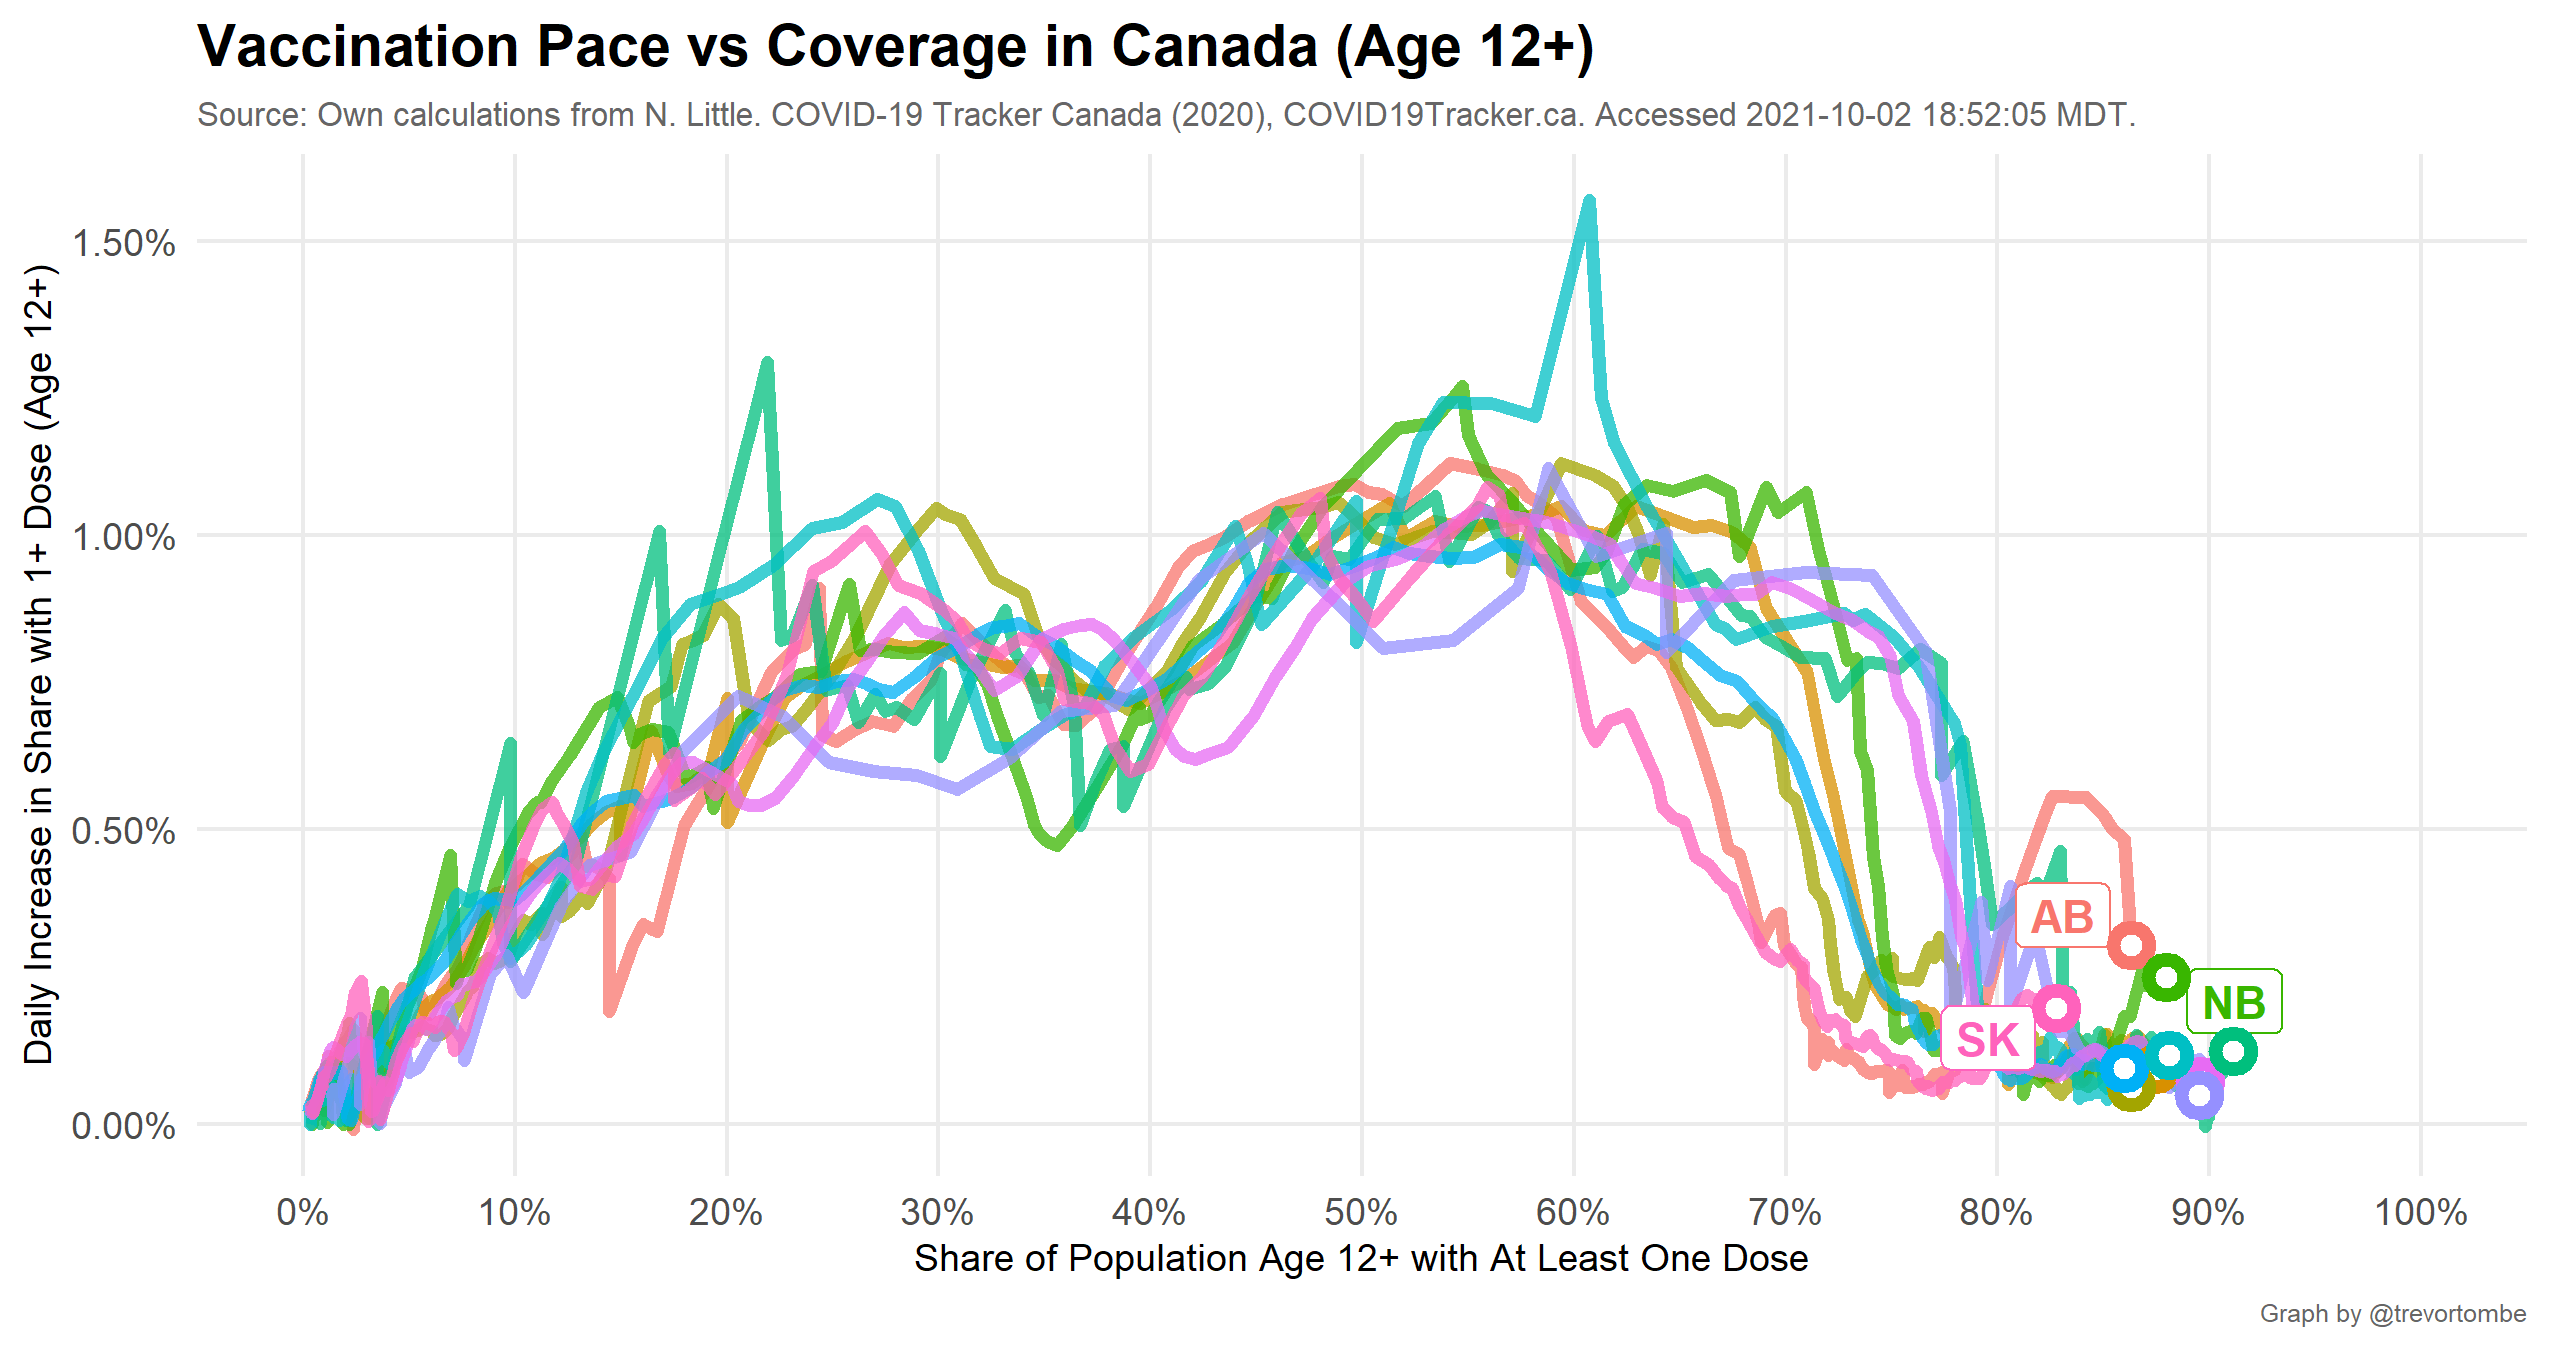 Vaccination Pace vs Coverage in Canada (Age 12+)
Source: Own calculations from N. Little. COVID-19 Tracker Canada (2020), COVID19Tracker.ca. Accessed 2021-10-02 18:52:05 MDT.
Daily Increase in Share with 1+ Dose (Age 12+)
1.50%
1.00%
0.50%
0.00%
AB
NB
SK
0% 10% 20% 30% 40% 50% 60% 70% 80% 90% 100%
Share of Population Age 12+ with At Least One Dose
Graph by @trevortombe